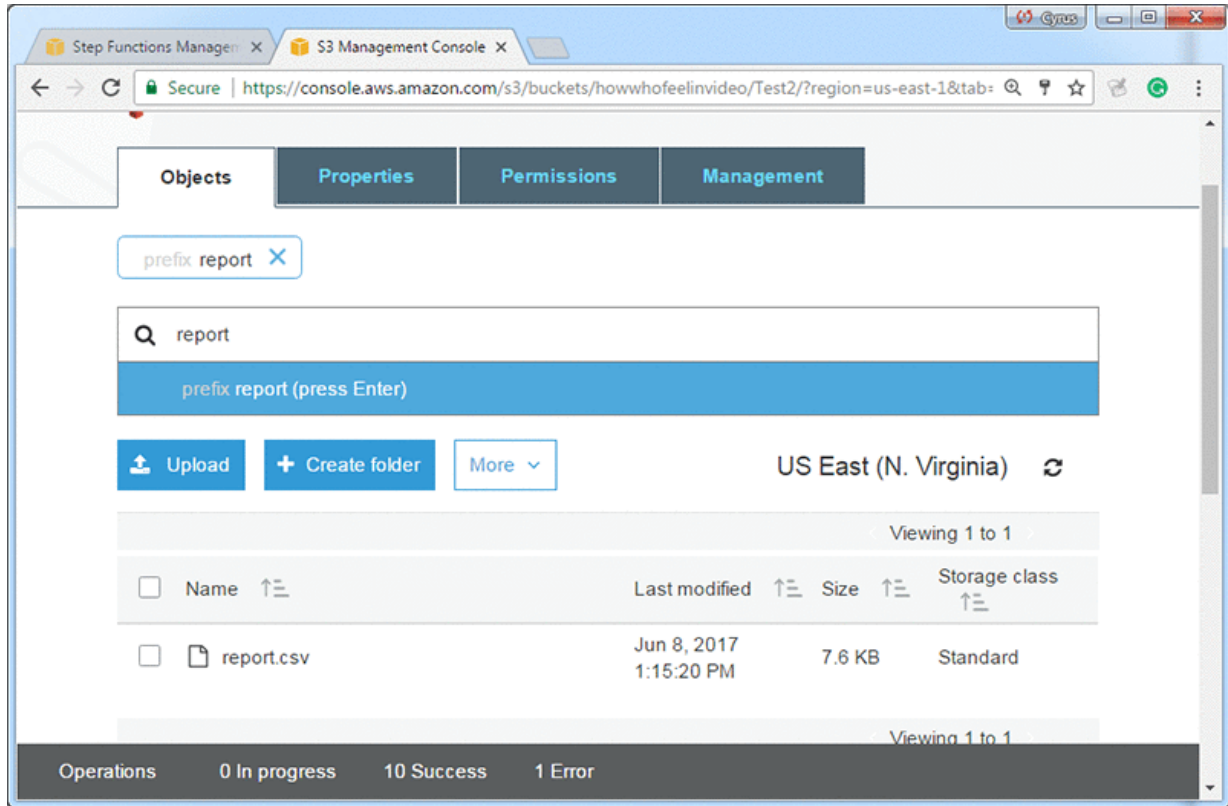 Gyrus
Step Functions Managem
S3 Management Console
Secure | https://console.aws.amazon.com/s3/buckets/howwhofeelinvideo/Test2/?region=us-east-1&tab=
Objects Properties Permissions Management
prefix report
report
prefix report (press Enter)
Upload Create folder More US East (N. Virginia)
Viewing 1 to 1
Name Last modified Size Storage class
report.csv Jun 8, 2017 7.6 KB Standard
1:15:20 PM
Viewing 1 to 1
Operations 0 In progress 10 Success 1 Error